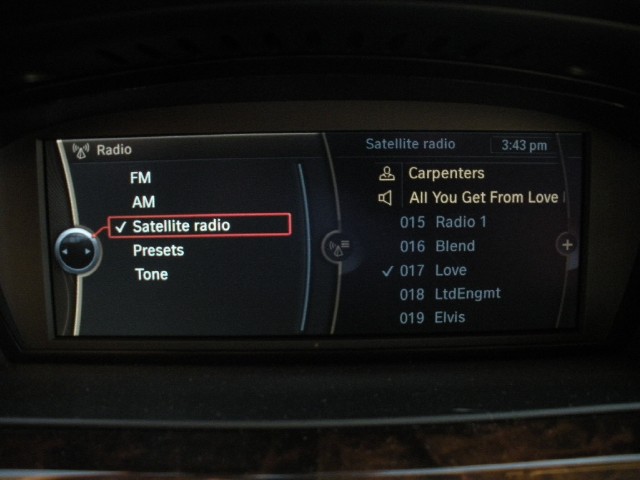 Radio
FM
AM
Satellite radio
Presets
Tone
Satellite radio 3:43 pm
Carpenters
All You Get From Love
015 Radio 1
016 Blend
017 Love
018 LtdEngmt
019 Elvis